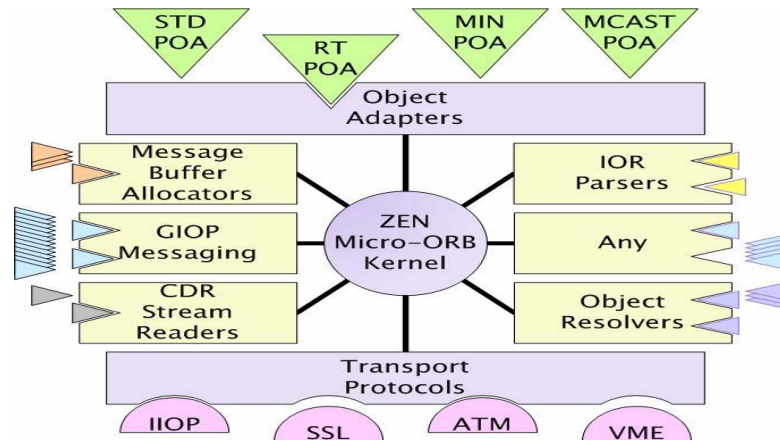 STD
POA
RT
POA
MIN
POA
MCAST
POA
Object
Adapters
Message
Buffer
Allocators
IOR
Parsers
ZEN
Micro-ORB
Kernel
GIOP
Messaging
Any
CDR
Stream
Readers
Object
Resolvers
Transport
Protocols
IIOP
SSL
ATM
VME